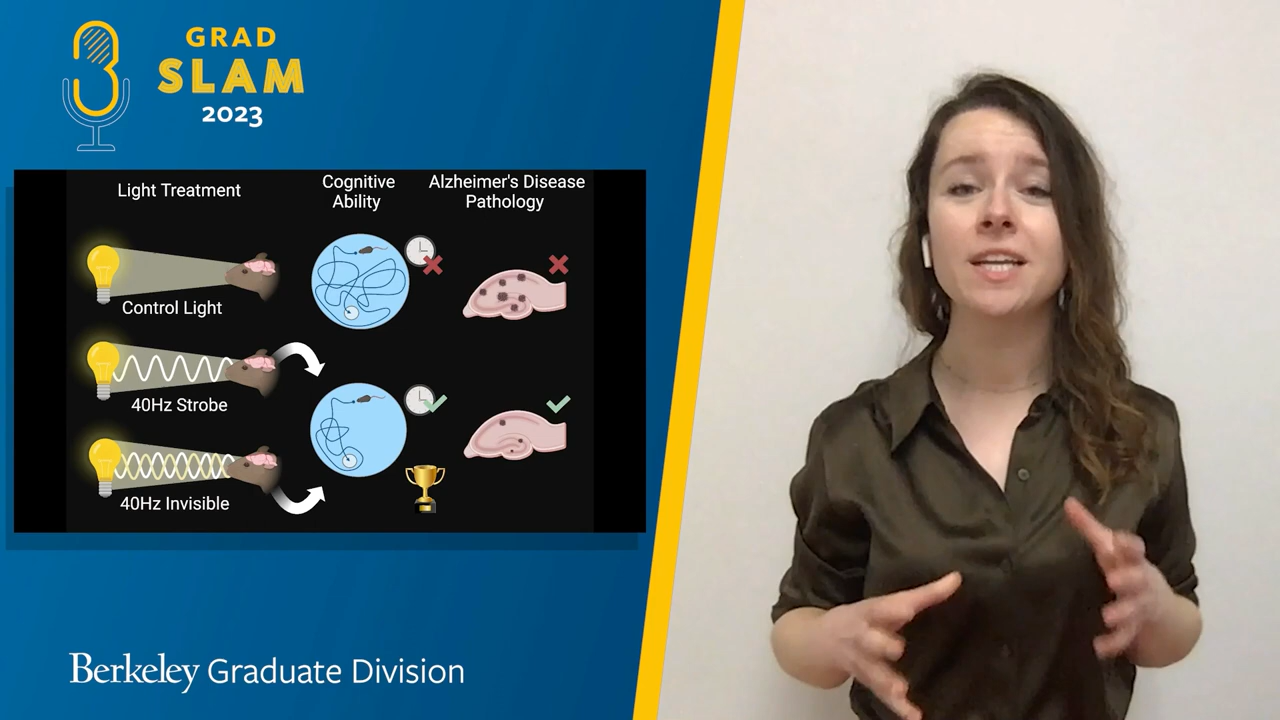 GRAD
SLAM
2023
Light Treatment
Cognitive
Ability
Alzheimer's Disease
Pathology
Control Light
40Hz Strobe
40Hz Invisible
Berkeley Graduate Division